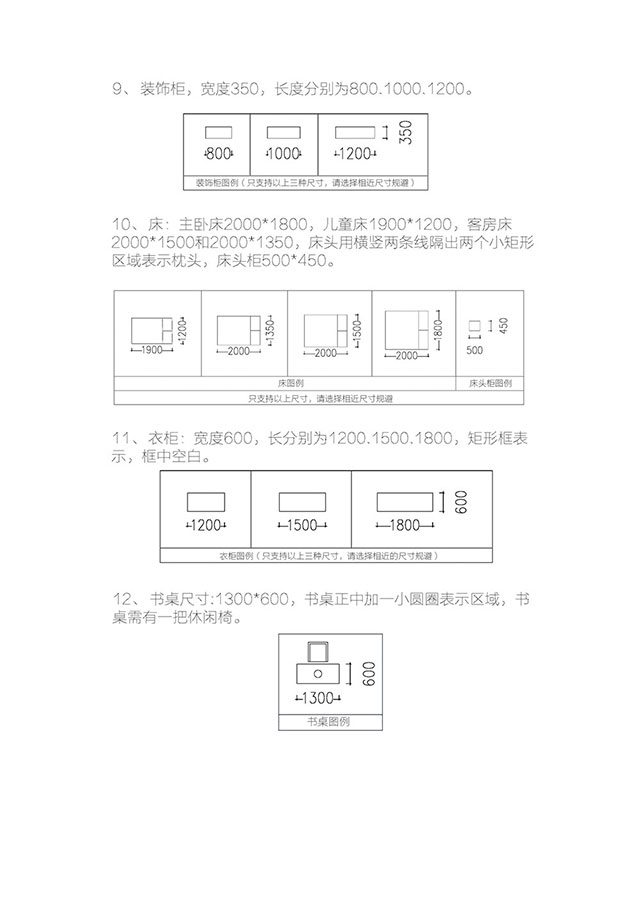 9、装饰柜，宽度350，长度分别为800.1000.1200。
800
1000
1200
350
装饰柜图例（只支持以上三种尺寸，请选择相近尺寸规避）
10、床：主卧床2000*1800，儿童床1900*1200，客房床
2000*1500和2000*1350，床头用横竖两条线隔出两个小矩形
区域表示枕头，床头柜500*450。
1900
1200
2000
1350
2000
1500
2000
1800
500
450
床图例
床头柜图例
只支持以上尺寸，请选择相近尺寸规避
11、衣柜：宽度600，长分别为1200.1500.1800，矩形框表
示，框中空白。
1200
1500
1800
600
衣柜图例（只支持以上三种尺寸，请选择相近的尺寸规避）
12、书桌尺寸:1300*600，书桌正中加一小圆圈表示区域，书
桌需有一把休闲椅。
1300
600
书桌图例